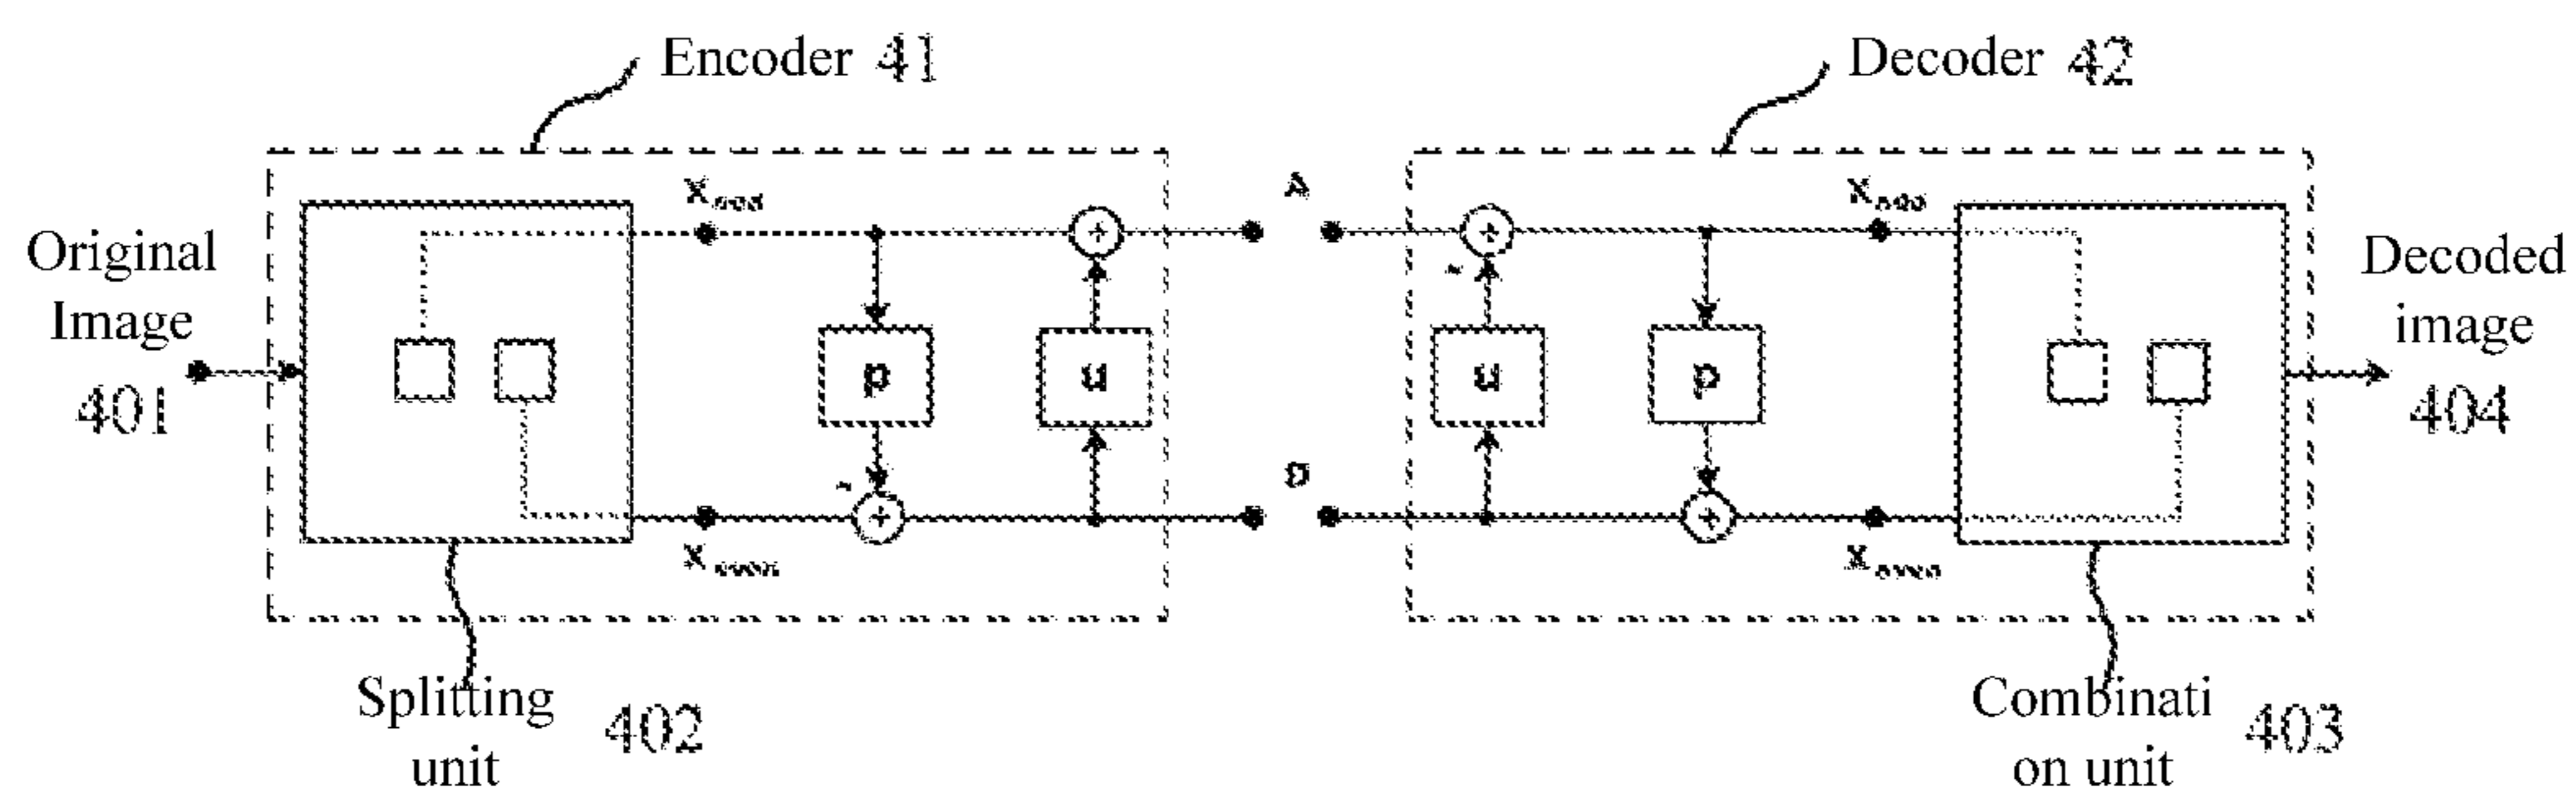 Encoder 41
Decoder 42
Original
Image
401
X
A
X
Decoded
image
404
p
u
u
p
D
X
X
Splitting
unit
402
Combinati
on unit
403